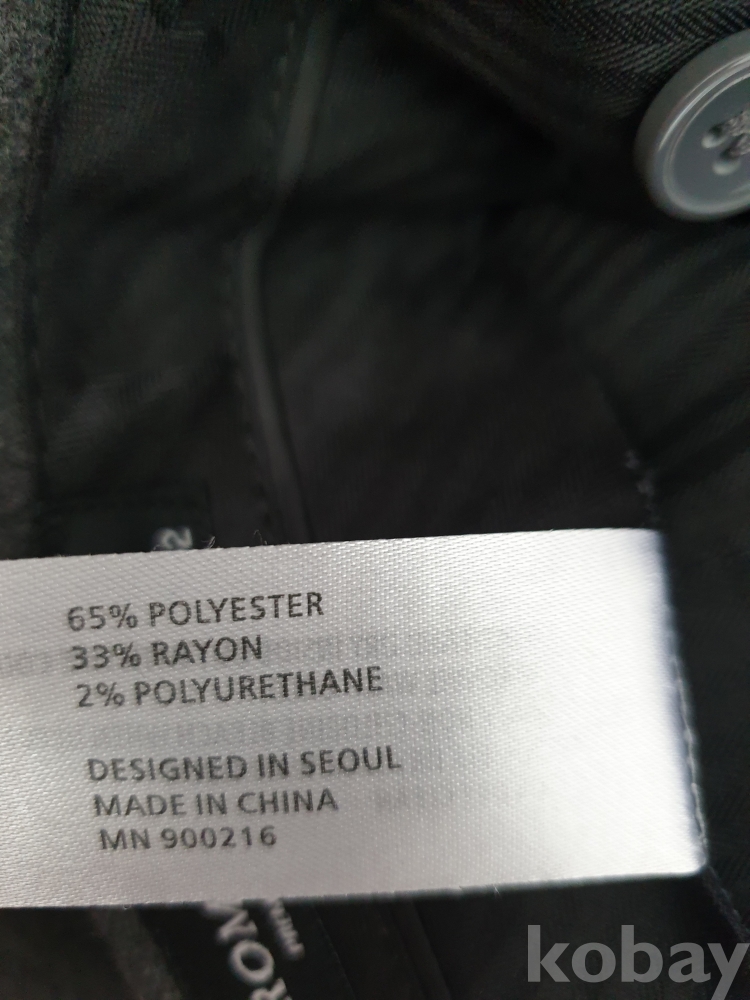 65% POLYESTER
33% RAYON
2% POLYURETHANE
DESIGNED IN SEOUL
MADE IN CHINA
MN 900216
kobay